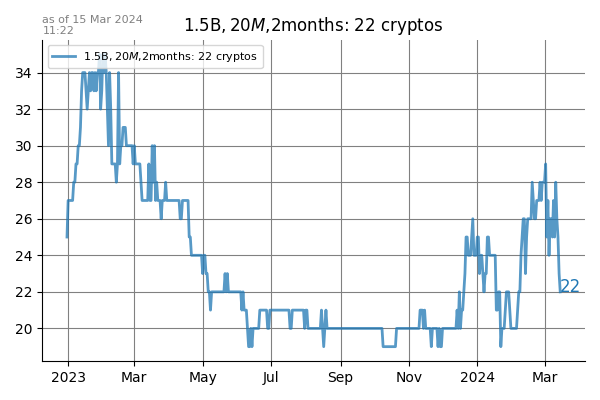 as of 15 Mar 2024
11:22
1.5B, 20M,2months: 22 cryptos
1.5B, 20M,2months: 22 cryptos
34
32
30
28
26
24
22
20
22
2023
Mar
May
Jul
Sep
Nov
2024
Mar